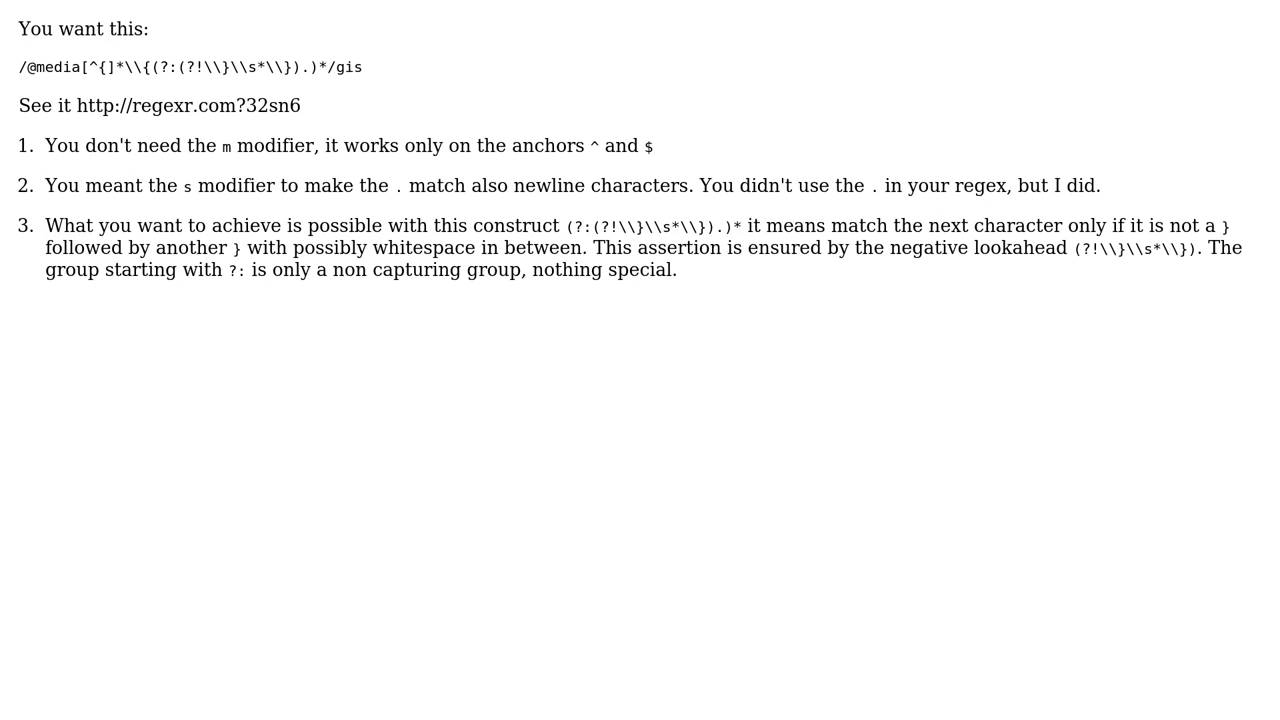 You want this:
/@media[^{]*\\{(?:(?!\\}\\s*\\}).)*/gis
See it http://regexr.com?32sn6
1. You don't need the m modifier, it works only on the anchors ^ and $
2. You meant the s modifier to make the . match also newline characters. You didn't use the . in your regex, but I did.
3. What you want to achieve is possible with this construct (?:(?!\\}\\s*\\}).)* it means match the next character only if it is not a }
followed by another } with possibly whitespace in between. This assertion is ensured by the negative lookahead (?!\\}\\s*\\}). The
group starting with ?: is only a non capturing group, nothing special.